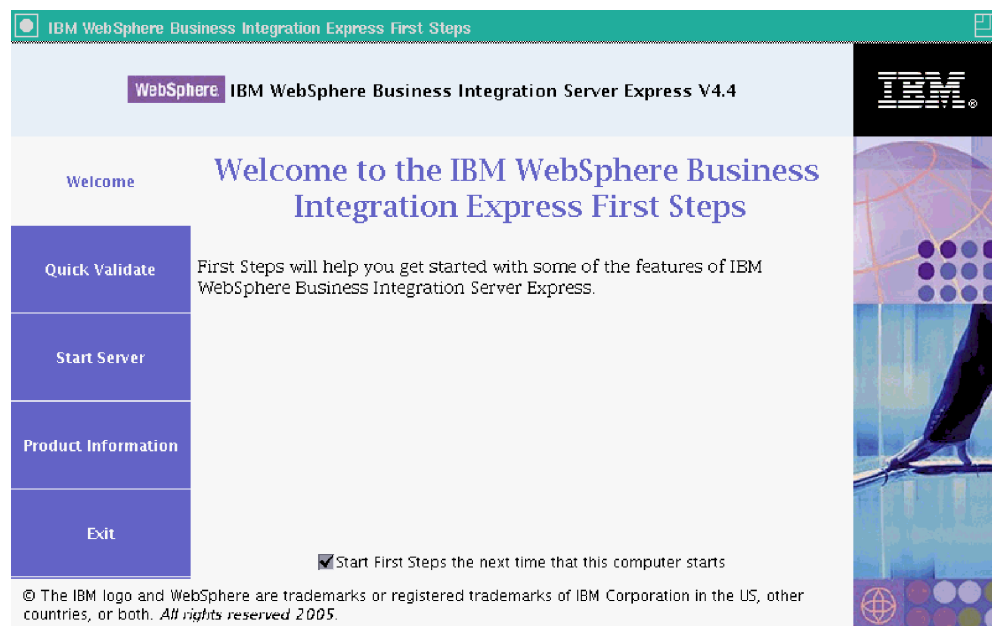 IBM WebSphere Business Integration Express First Steps
WebSphere. IBM WebSphere Business Integration Server Express V4.4
IBM®
Welcome
Welcome to the IBM WebSphere Business
Integration Express First Steps
Quick Validate
First Steps will help you get started with some of the features of IBM
WebSphere Business Integration Server Express.
Start Server
Product Information
Exit
Start First Steps the next time that this computer starts
© The IBM logo and WebSphere are trademarks or registered trademarks of IBM Corporation in the US, other
countries, or both. All rights reserved 2005.